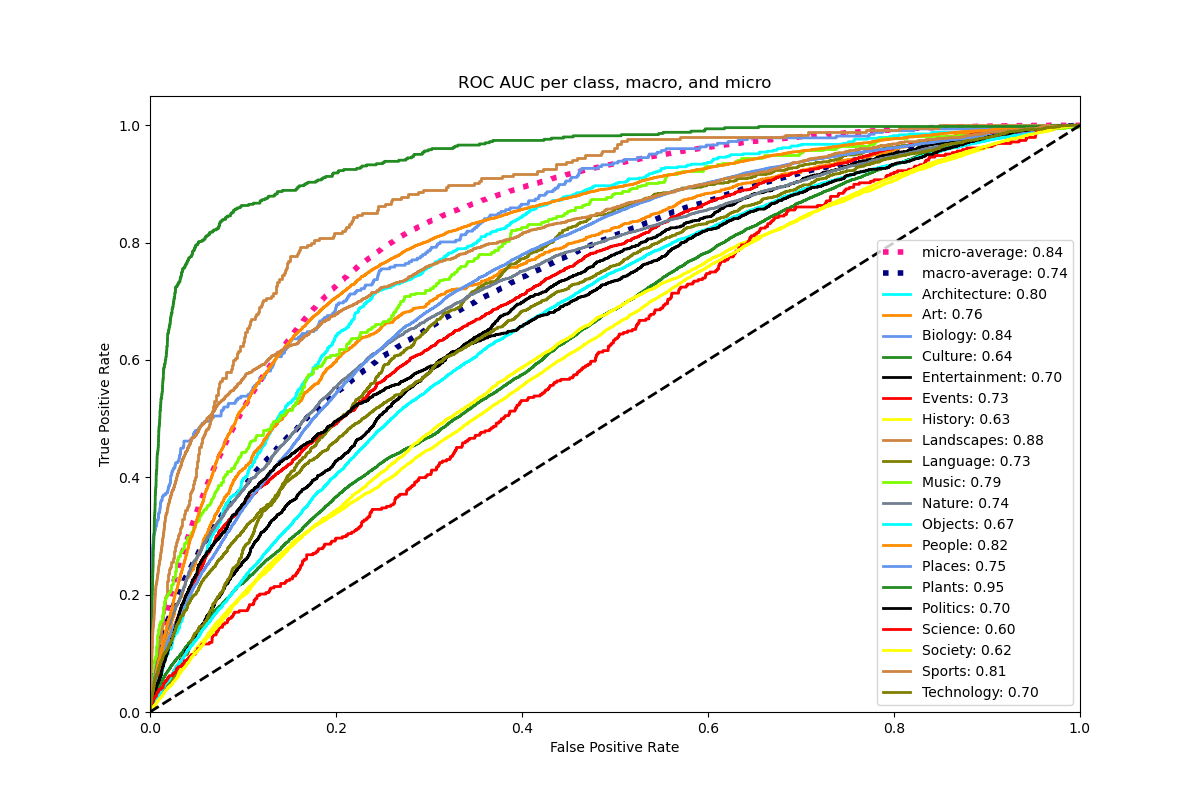 ROC AUC per class, macro, and micro
True Positive Rate
1.0
0.8
0.6
0.4
0.2
0.0
micro-average: 0.84
macro-average: 0.74
Architecture: 0.80
Art: 0.76
Biology: 0.84
Culture: 0.64
Entertainment: 0.70
Events: 0.73
History: 0.63
Landscapes: 0.88
Language: 0.73
Music: 0.79
Nature: 0.74
Objects: 0.67
People: 0.82
Places: 0.75
Plants: 0.95
Politics: 0.70
Science: 0.60
Society: 0.62
Sports: 0.81
Technology: 0.70
0.0 0.2 0.4 0.6 0.8 1.0
False Positive Rate